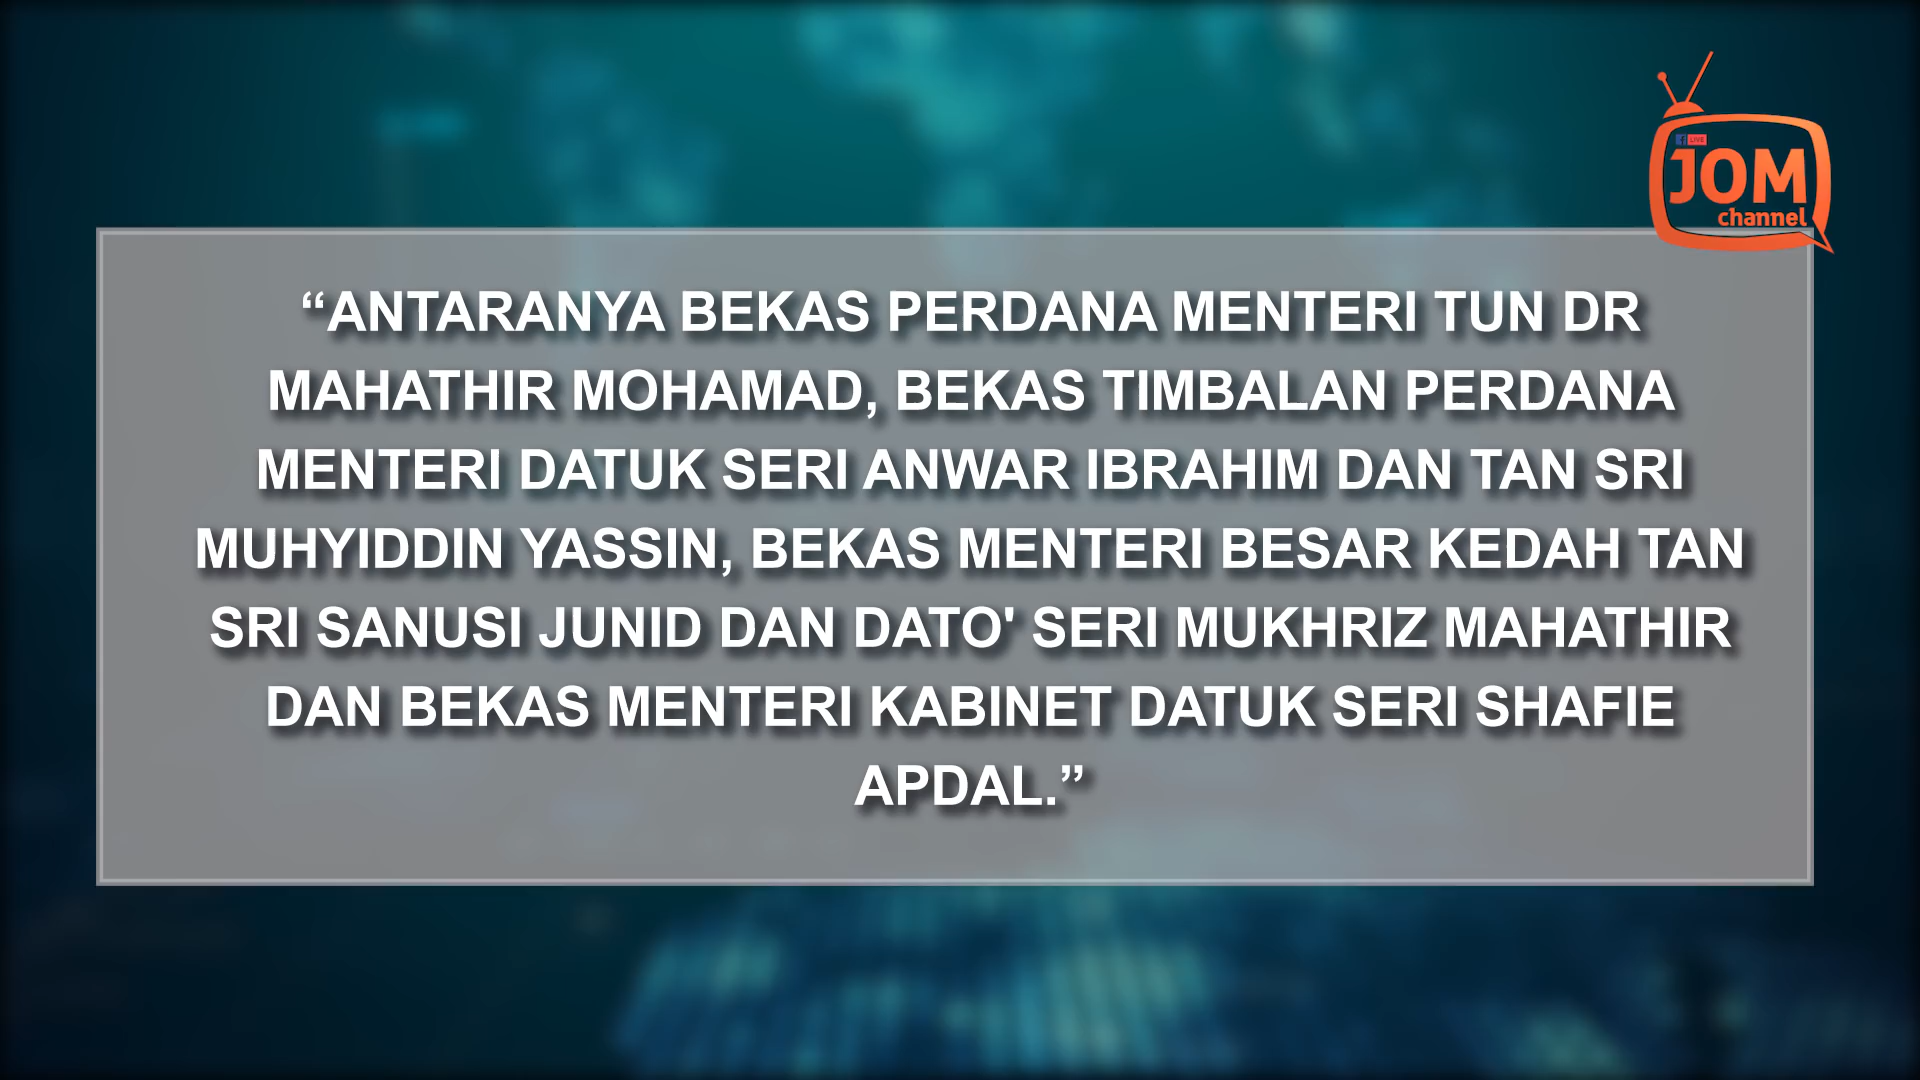 LIVE
JOM
channel
“ANTARANYA BEKAS PERDANA MENTERI TUN DR
MAHATHIR MOHAMAD, BEKAS TIMBALAN PERDANA
MENTERI DATUK SERI ANWAR IBRAHIM DAN TAN SRI
MUHYIDDIN YASSIN, BEKAS MENTERI BESAR KEDAH TAN
SRI SANUSI JUNID DAN DATO' SERI MUKHRIZ MAHATHIR
DAN BEKAS MENTERI KABINET DATUK SERI SHAFIE
APDAL.”